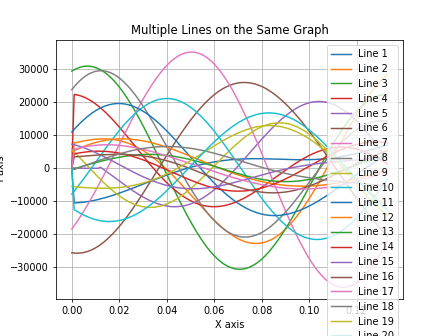 Multiple Lines on the Same Graph
30000
20000
10000
0
-10000
-20000
-30000
0.00
0.02
0.04
0.06
0.08
0.10
X axis
Line 1
Line 2
Line 3
Line 4
Line 5
Line 6
Line 7
Line 8
Line 9
Line 10
Line 11
Line 12
Line 13
Line 14
Line 15
Line 16
Line 17
Line 18
Line 19
Line 20